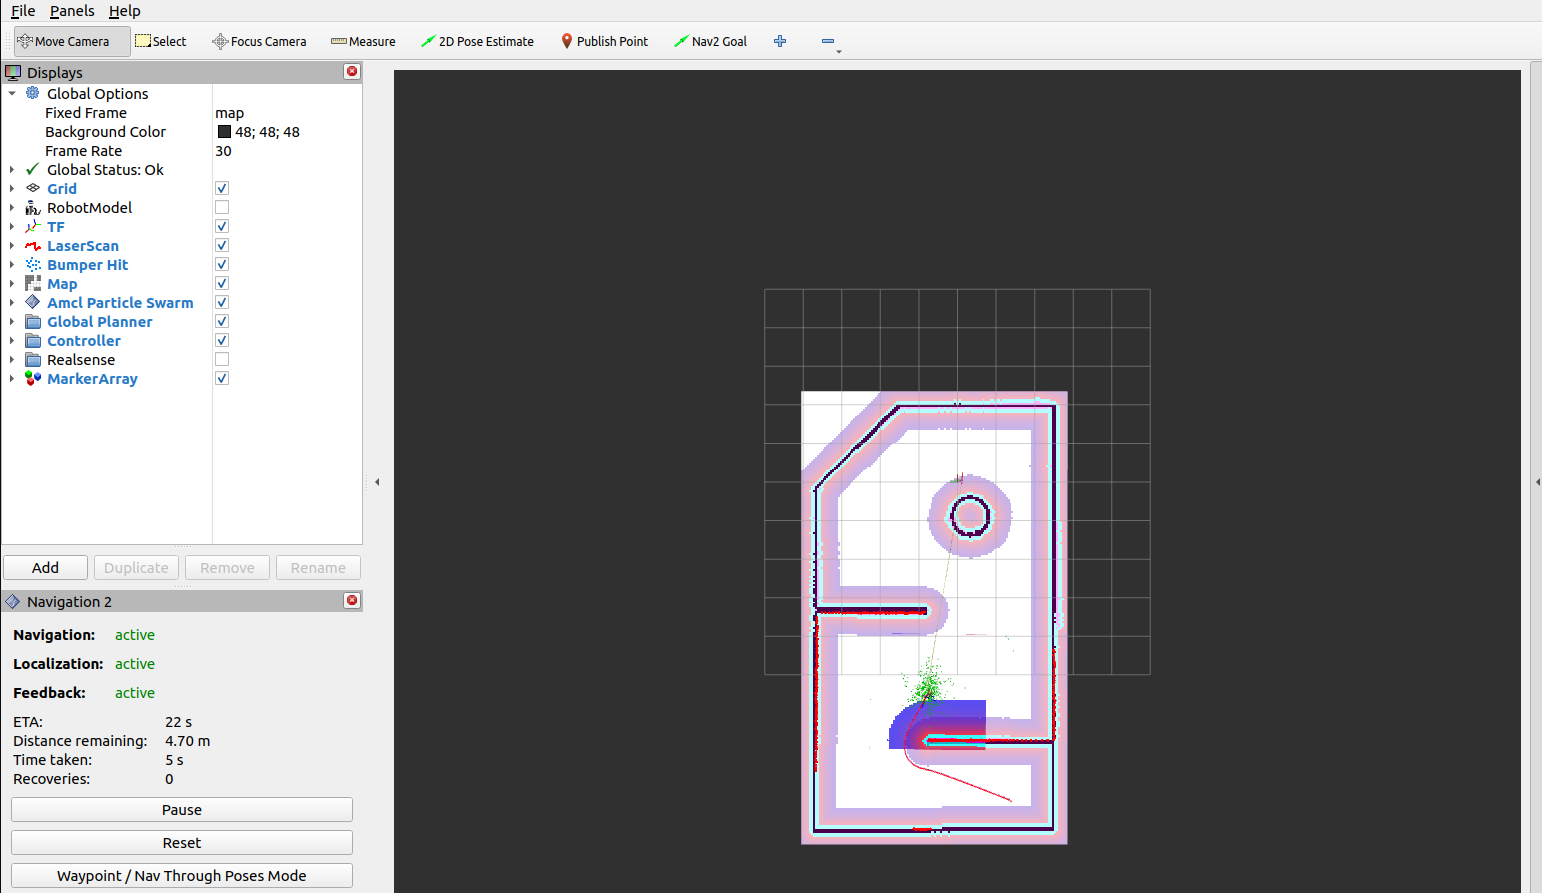 File Panels Help
Move Camera Select Focus Camera Measure 2D Pose Estimate Publish Point Nav2 Goal
Displays
Global Options
Fixed Frame map
Background Color 48; 48; 48
Frame Rate 30
Global Status: Ok
Grid
RobotModel
TF
LaserScan
Bumper Hit
Map
Amcl Particle Swarm
Global Planner
Controller
Realsense
MarkerArray
Add Duplicate Remove Rename
Navigation 2
Navigation: active
Localization: active
Feedback: active
ETA: 22 s
Distance remaining: 4.70 m
Time taken: 5 s
Recoveries: 0
Pause
Reset
Waypoint / Nav Through Poses Mode